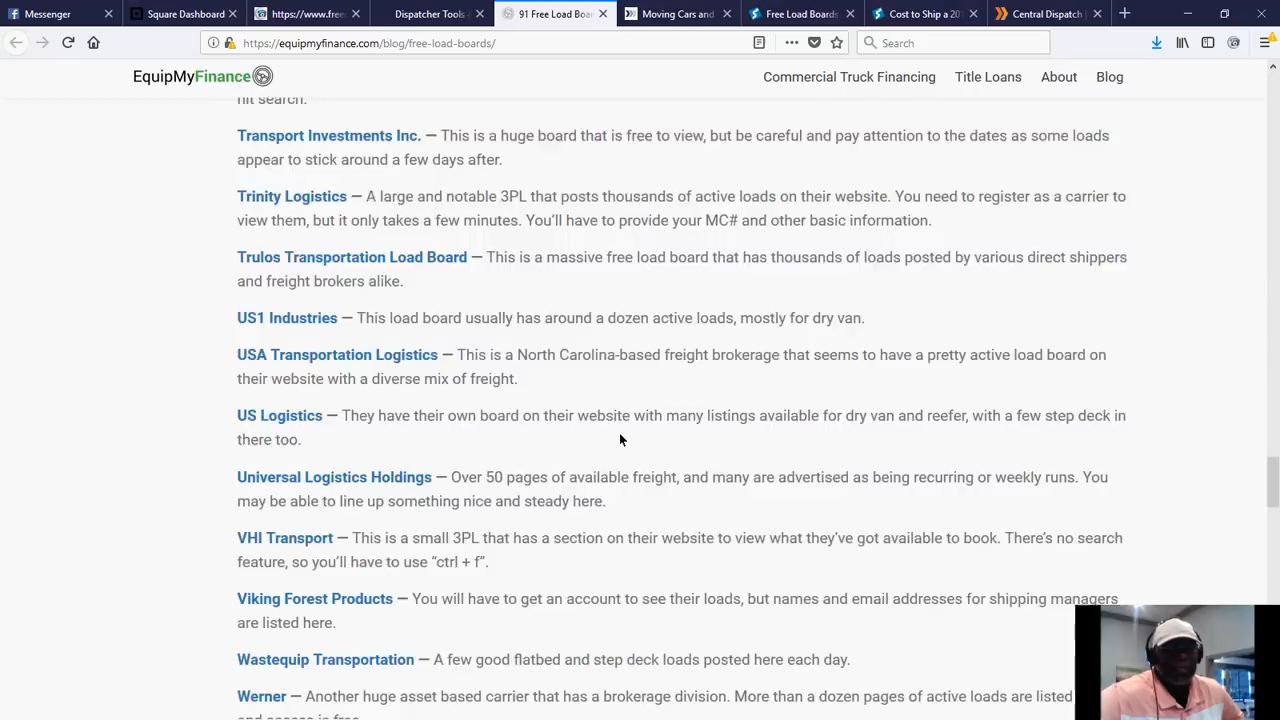 Messenger
Square Dashboard
https://www.free
Dispatcher Tools
91 Free Load Boa
Moving Cars and
Free Load Boards
Cost to Ship a 20
Central Dispatch |
https://equipmyfinance.com/blog/free-load-boards/
Search
EquipMyFinance
Commercial Truck Financing
Title Loans
About
Blog
hit search.
Transport Investments Inc. — This is a huge board that is free to view, but be careful and pay attention to the dates as some loads
appear to stick around a few days after.
Trinity Logistics — A large and notable 3PL that posts thousands of active loads on their website. You need to register as a carrier to
view them, but it only takes a few minutes. You'll have to provide your MC# and other basic information.
Trulos Transportation Load Board — This is a massive free load board that has thousands of loads posted by various direct shippers
and freight brokers alike.
US1 Industries — This load board usually has around a dozen active loads, mostly for dry van.
USA Transportation Logistics — This is a North Carolina-based freight brokerage that seems to have a pretty active load board on
their website with a diverse mix of freight.
US Logistics — They have their own board on their website with many listings available for dry van and reefer, with a few step deck in
there too.
Universal Logistics Holdings — Over 50 pages of available freight, and many are advertised as being recurring or weekly runs. You
may be able to line up something nice and steady here.
VHI Transport — This is a small 3PL that has a section on their website to view what they've got available to book. There's no search
feature, so you'll have to use “ctrl + f”.
Viking Forest Products — You will have to get an account to see their loads, but names and email addresses for shipping managers
are listed here.
Wastequip Transportation — A few good flatbed and step deck loads posted here each day.
Werner — Another huge asset based carrier that has a brokerage division. More than a dozen pages of active loads are listed
and access is free.